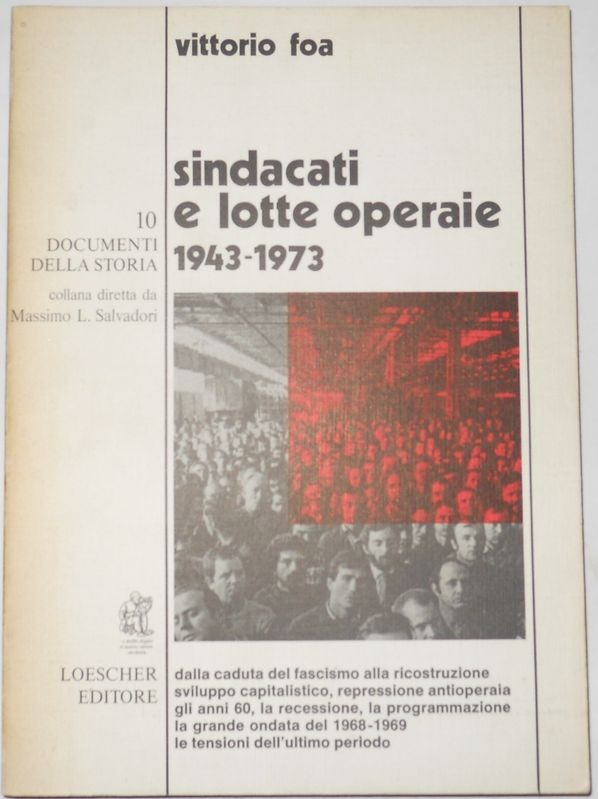 vittorio foa
sindacati
e lotte operaie
1943-1973
10
DOCUMENTI
DELLA STORIA
collana diretta da
Massimo L. Salvadori
LOESCHER
EDITORE
dalla caduta del fascismo alla ricostruzione
sviluppo capitalistico, repressione antioperaia
gli anni 60, la recessione, la programmazione
la grande ondata del 1968-1969
le tensioni dell'ultimo periodo